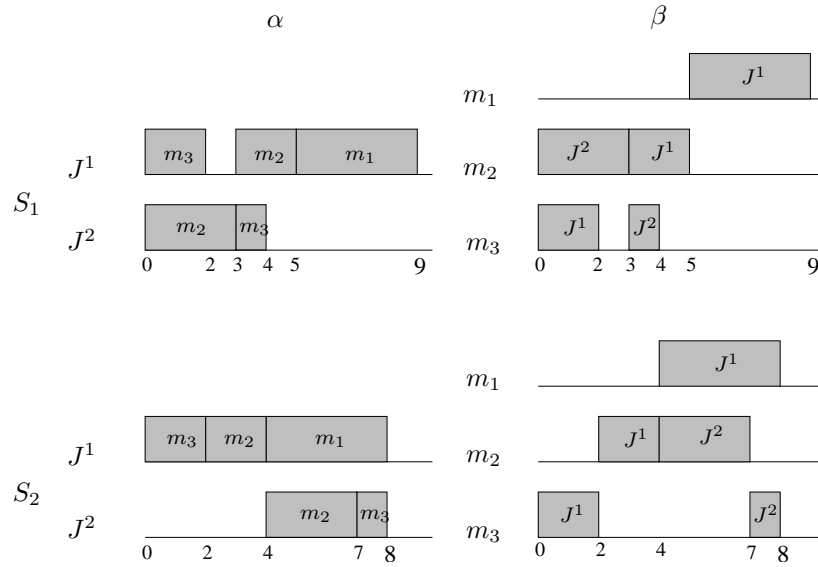 α β
m₁ J¹
J¹ m₃ m₂ m₁ m₂ J² J¹
S₁
J² m₂ m₃ m₃ J¹ J²
0 2 3 4 5 9 0 2 3 4 5 9
m₁ J¹
J¹ m₃ m₂ m₁ m₂ J¹ J²
S₂
J² m₂ m₃ m₃ J¹ J²
0 2 4 7 8 0 2 4 7 8